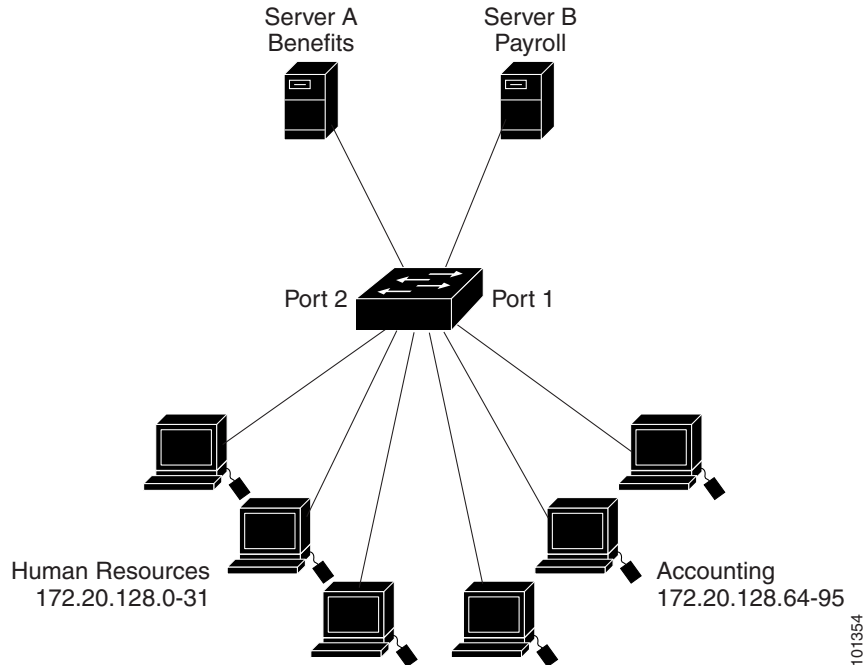 Server A
Benefits
Server B
Payroll
Port 2
Port 1
Human Resources
172.20.128.0-31
Accounting
172.20.128.64-95
101354